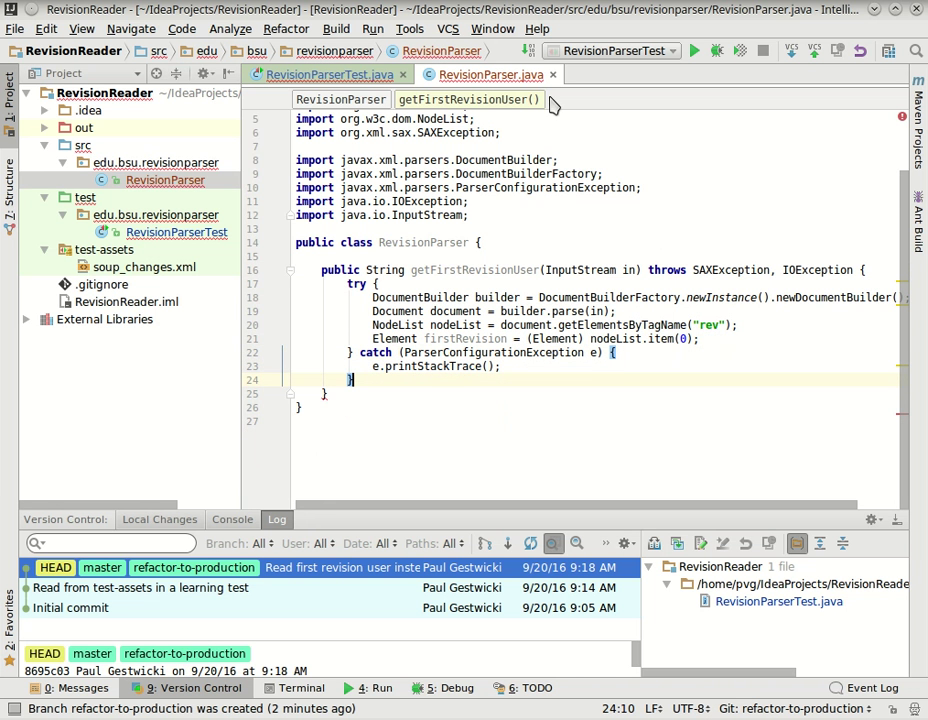 RevisionReader - [~/IdeaProjects/RevisionReader] - [RevisionReader] - ~/IdeaProjects/RevisionReader/src/edu/bsu/revisionparser/RevisionParser.java - Intelli...
File Edit View Navigate Code Analyze Refactor Build Run Tools VCS Window Help
RevisionReader src edu bsu revisionparser RevisionParser RevisionParserTest VCS VCS
Project RevisionParserTest.java RevisionParser.java
RevisionParser getFirstRevisionUser()
1: Project
7: Structure
2: Favorites
Maven Projects
Ant Build
RevisionReader ~/IdeaProjects/
.idea
out
src
edu.bsu.revisionparser
RevisionParser
test
edu.bsu.revisionparser
RevisionParserTest
test-assets
soup_changes.xml
.gitignore
RevisionReader.iml
External Libraries
5 import org.w3c.dom.NodeList;
6 import org.xml.sax.SAXException;
7
8 import javax.xml.parsers.DocumentBuilder;
9 import javax.xml.parsers.DocumentBuilderFactory;
10 import javax.xml.parsers.ParserConfigurationException;
11 import java.io.IOException;
12 import java.io.InputStream;
13
14 public class RevisionParser {
15
16 public String getFirstRevisionUser(InputStream in) throws SAXException, IOException {
17 try {
18 DocumentBuilder builder = DocumentBuilderFactory.newInstance().newDocumentBuilder();
19 Document document = builder.parse(in);
20 NodeList nodeList = document.getElementsByTagName("rev");
21 Element firstRevision = (Element) nodeList.item(0);
22 } catch (ParserConfigurationException e) {
23 e.printStackTrace();
24 }
25 }
26 }
27
Version Control: Local Changes Console Log
Branch: All User: All Date: All Paths: All
HEAD master refactor-to-production Read first revision user inste Paul Gestwicki 9/20/16 9:18 AM
Read from test-assets in a learning test Paul Gestwicki 9/20/16 9:14 AM
Initial commit Paul Gestwicki 9/20/16 9:05 AM
RevisionReader 1 file
/home/pvg/IdeaProjects/RevisionReade
RevisionParserTest.java
HEAD master refactor-to-production
8695c03 Paul Gestwicki on 9/20/16 at 9:18 AM
0: Messages 9: Version Control Terminal 4: Run 5: Debug 6: TODO Event Log
Branch refactor-to-production was created (2 minutes ago) 24:10 LF UTF-8 Git: refactor-to-production